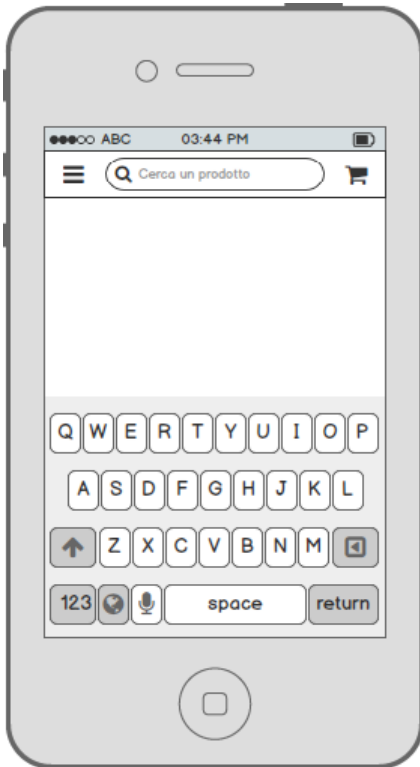 ABC 03:44 PM
Cerca un prodotto
Q W E R T Y U I O P
A S D F G H J K L
Z X C V B N M
123 space return